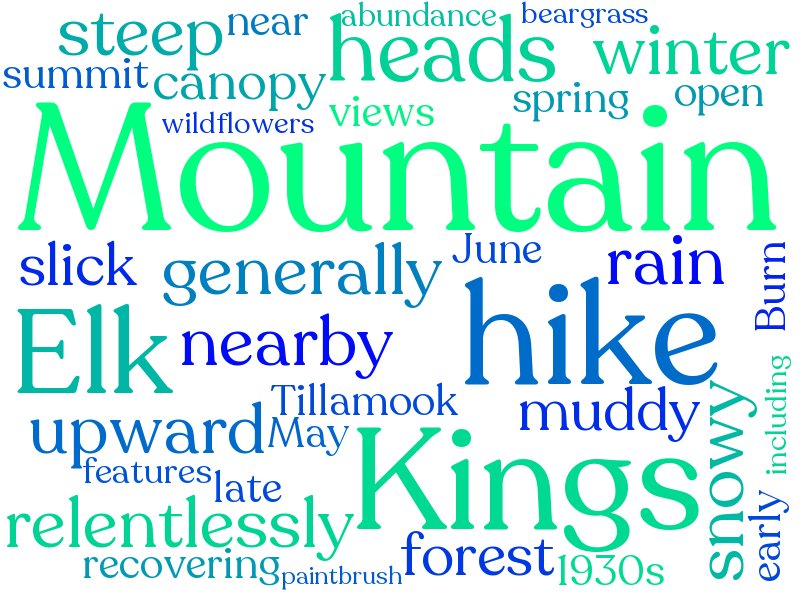 steep near abundance beargrass
heads winter
summit canopy
views spring open
wildflowers
Mountain
slick generally June rain
Burn
Elk nearby hike
Tillamook
upward May muddy
features late
Kings snowy including
relentlessly
recovering forest early
paintbrush 1930s